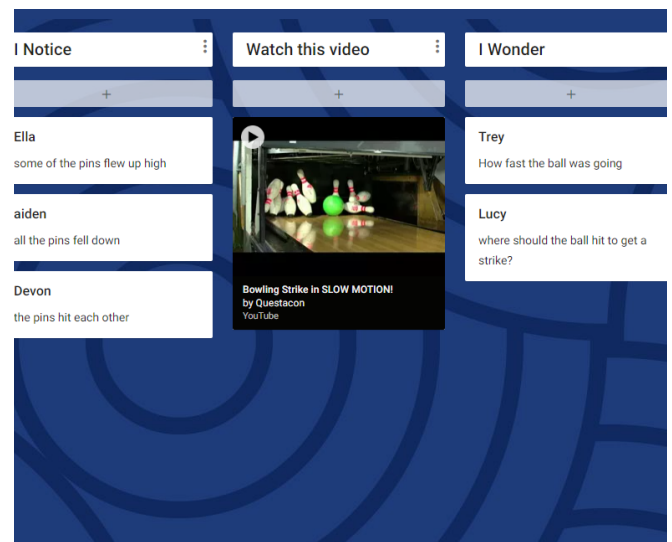 I Notice
+
Ella
some of the pins flew up high
aiden
all the pins fell down
Devon
the pins hit each other
Watch this video
+
Bowling Strike in SLOW MOTION!
by Questacon
YouTube
I Wonder
+
Trey
How fast the ball was going
Lucy
where should the ball hit to get a
strike?